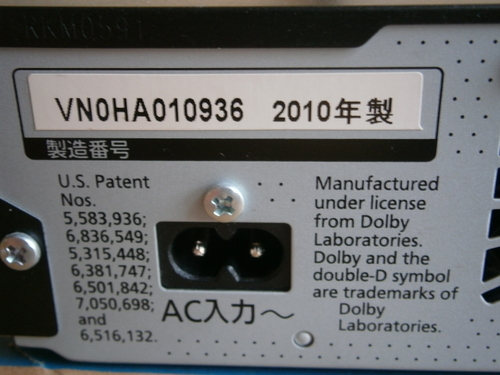 RKM0591
VN0HA010936 2010年製
製造番号
U.S. Patent
Nos.
5,583,936;
6,836,549;
5,315,448;
6,381,747;
6,501,842;
7,050,698;
and
6,516,132.
AC入力～
Manufactured
under license
from Dolby
Laboratories.
Dolby and the
double-D symbol
are trademarks of
Dolby
Laboratories.